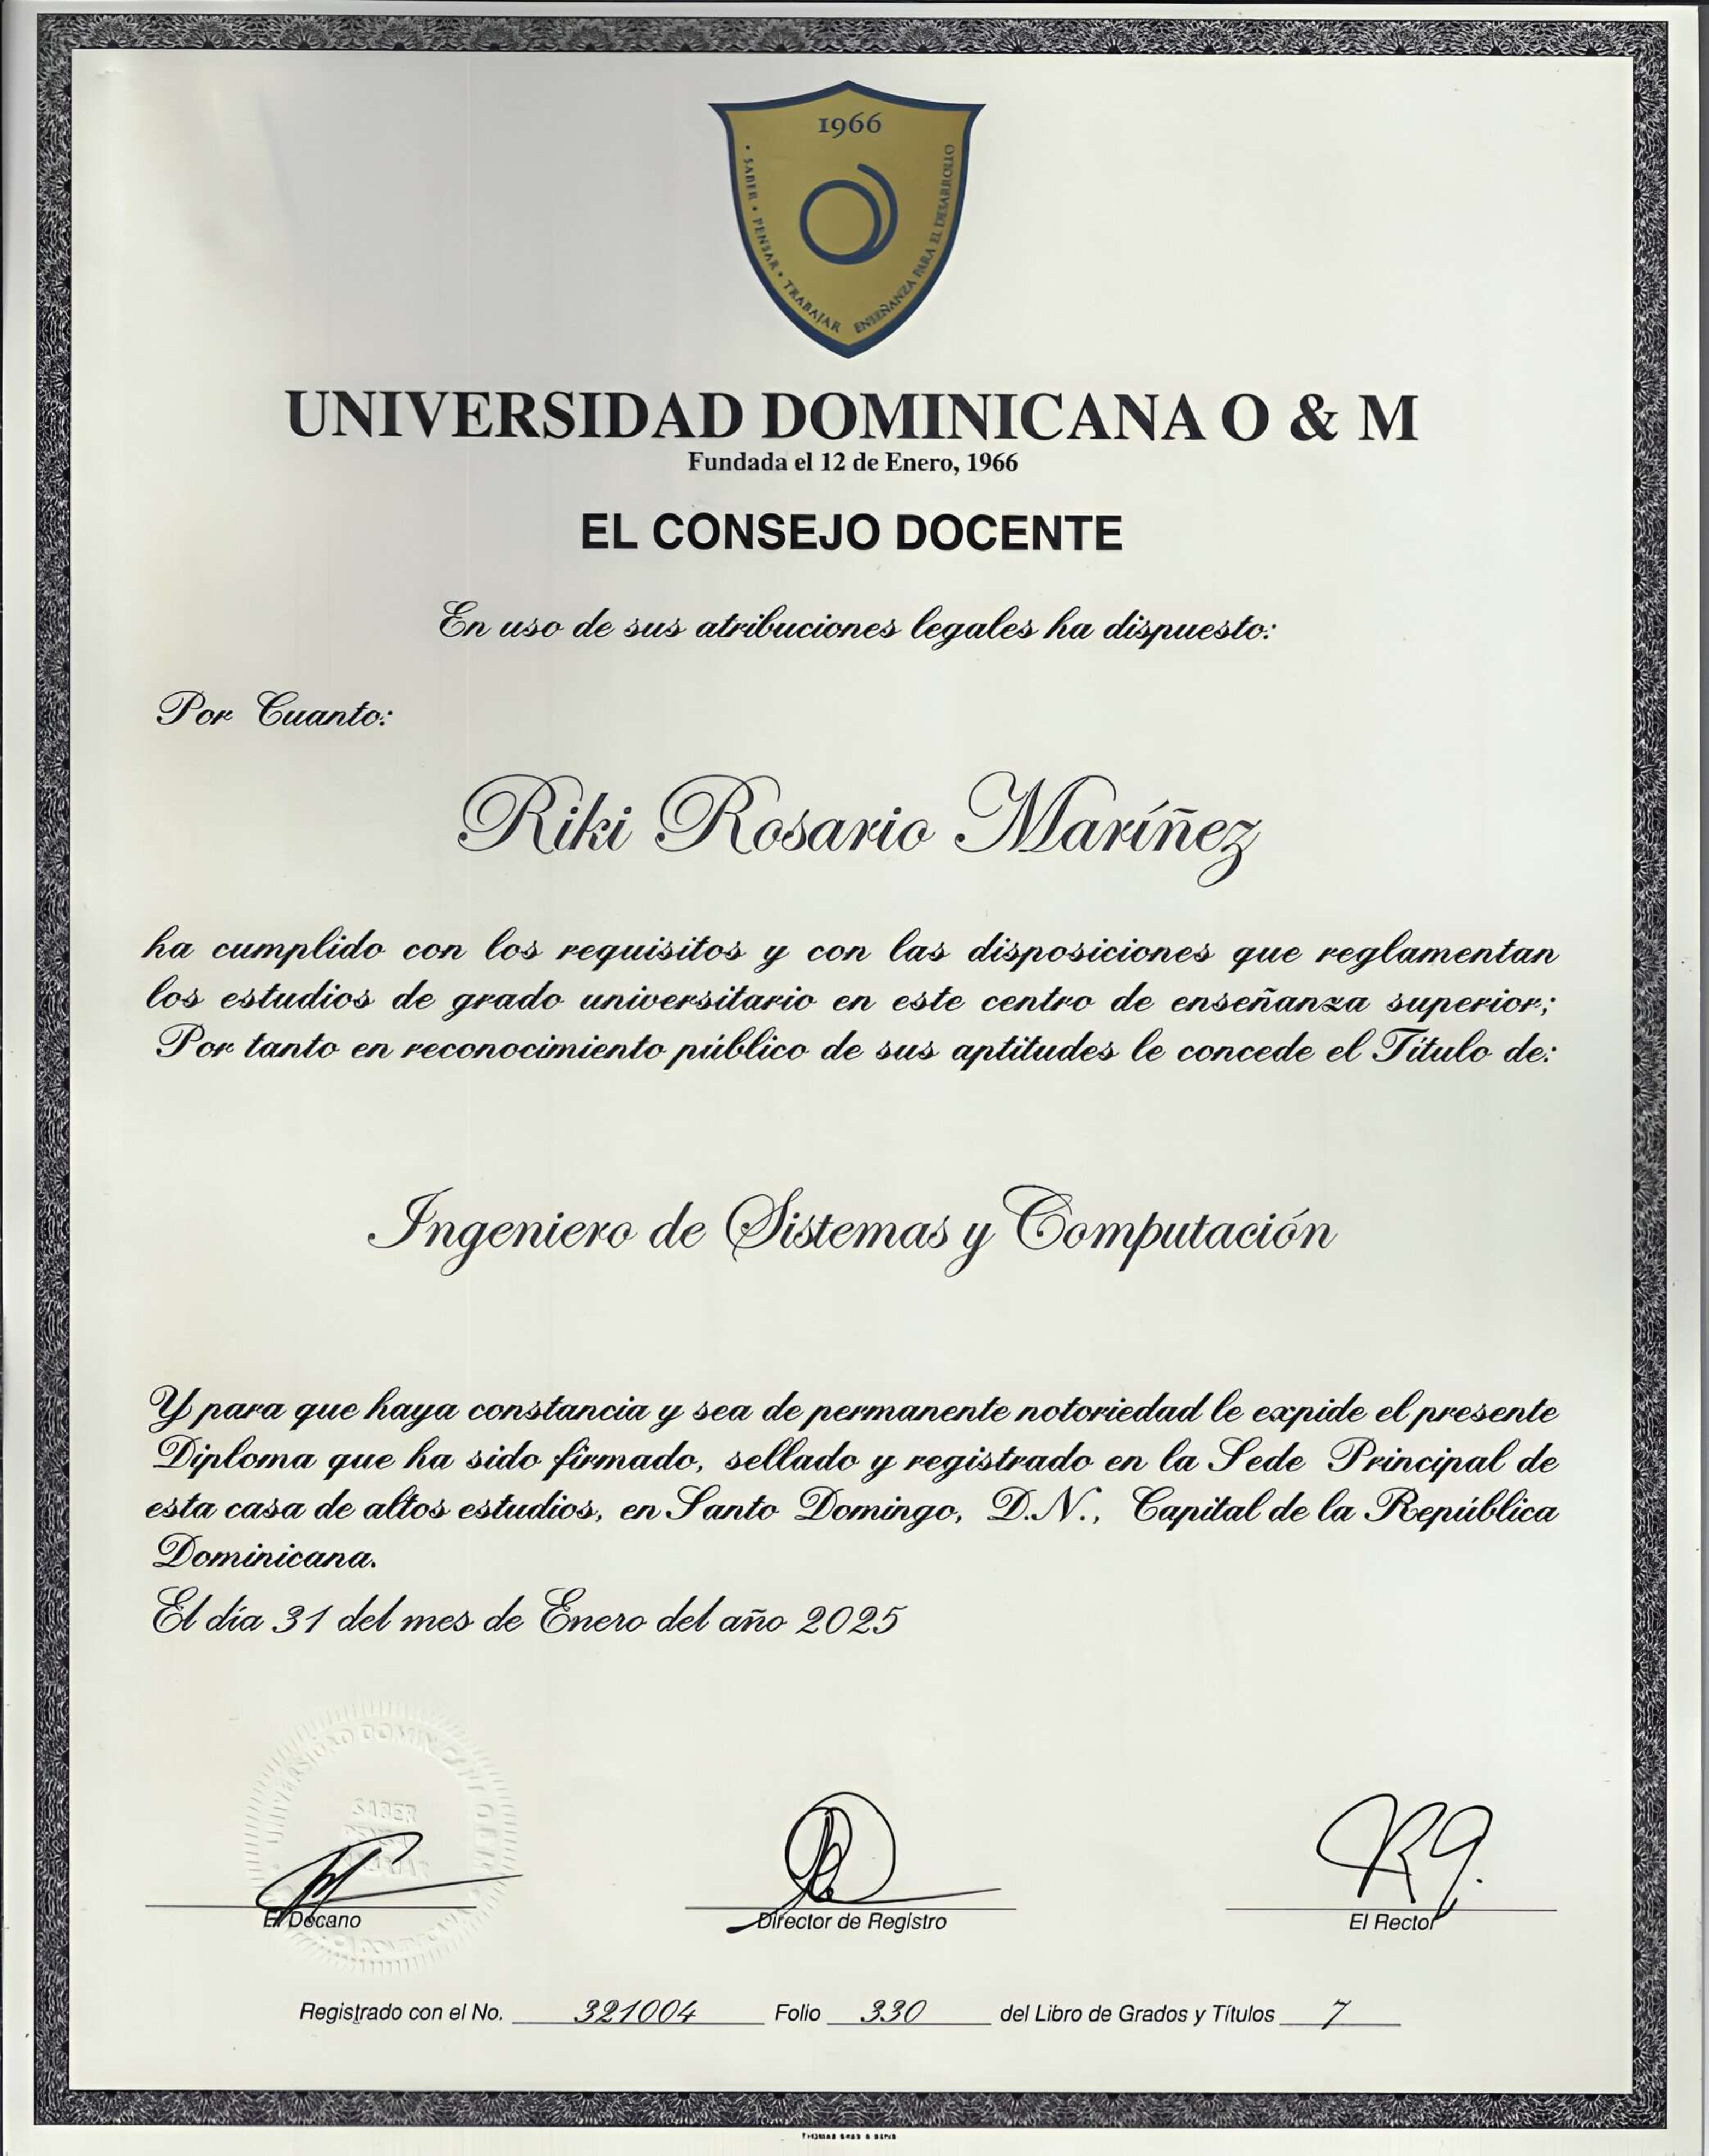 1966
• SABER • PENSAR • TRABAJAR
ENSEÑANZA PARA EL DESARROLLO
UNIVERSIDAD DOMINICANA O & M
Fundada el 12 de Enero, 1966
EL CONSEJO DOCENTE
En uso de sus atribuciones legales ha dispuesto:
Por Cuanto:
Riki Rosario Maríñez
ha cumplido con los requisitos y con las disposiciones que reglamentan
los estudios de grado universitario en este centro de enseñanza superior;
Por tanto en reconocimiento público de sus aptitudes le concede el Título de:
Ingeniero de Sistemas y Computación
Y para que haya constancia y sea de permanente notoriedad le expide el presente
Diploma que ha sido firmado, sellado y registrado en la Sede Principal de
esta casa de altos estudios, en Santo Domingo, D.N., Capital de la República
Dominicana.
El día 31 del mes de Enero del año 2025
UNIVERSIDAD DOMINICANA
SABER
El Decano
Director de Registro
El Rector
Registrado con el No. 321004 Folio 330 del Libro de Grados y Títulos 7